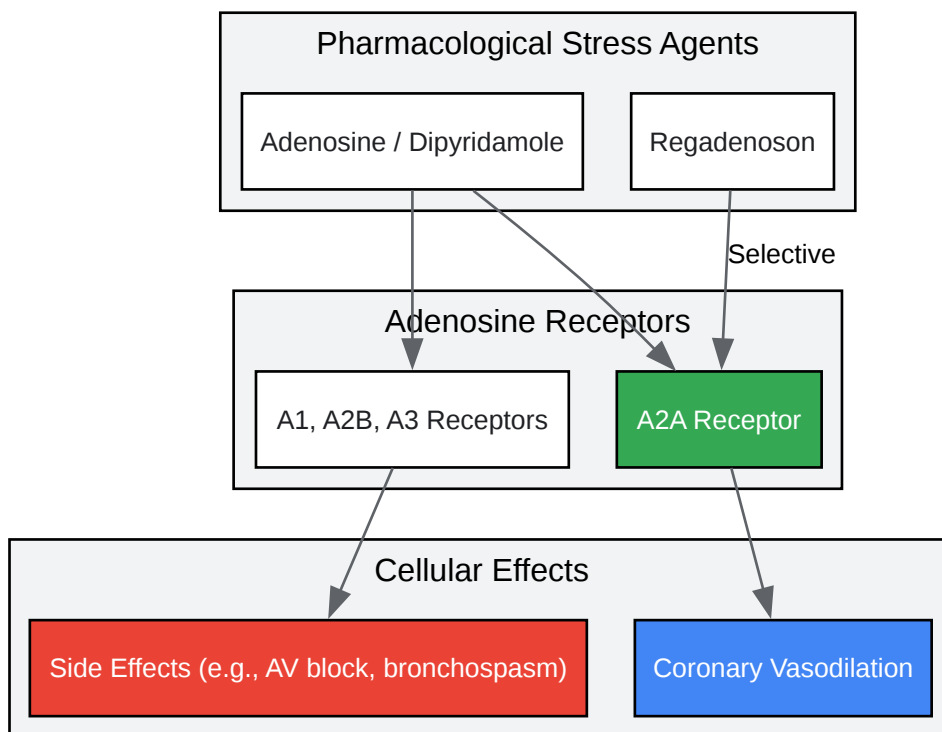 Pharmacological Stress Agents
Adenosine / Dipyridamole
Regadenoson
Selective
Adenosine Receptors
A1, A2B, A3 Receptors
A2A Receptor
Cellular Effects
Side Effects (e.g., AV block, bronchospasm)
Coronary Vasodilation